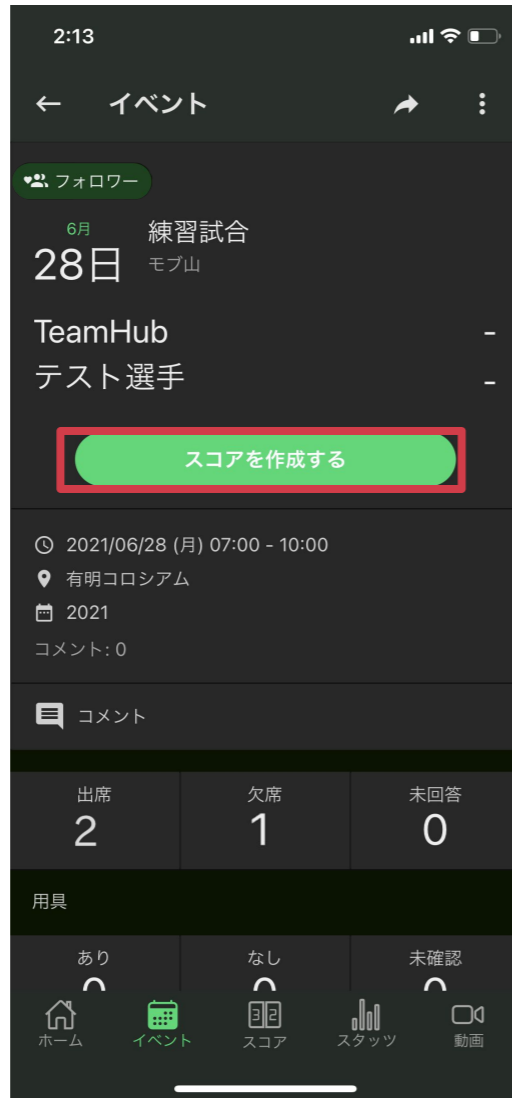 2:13
イベント
フォロワー
6月
28日
練習試合
モブ山
TeamHub -
テスト選手 -
スコアを作成する
2021/06/28 (月) 07:00 - 10:00
有明コロシアム
2021
コメント: 0
コメント
出席 欠席 未回答
2 1 0
用具
あり なし 未確認
0 0 0
ホーム イベント スコア スタッツ 動画